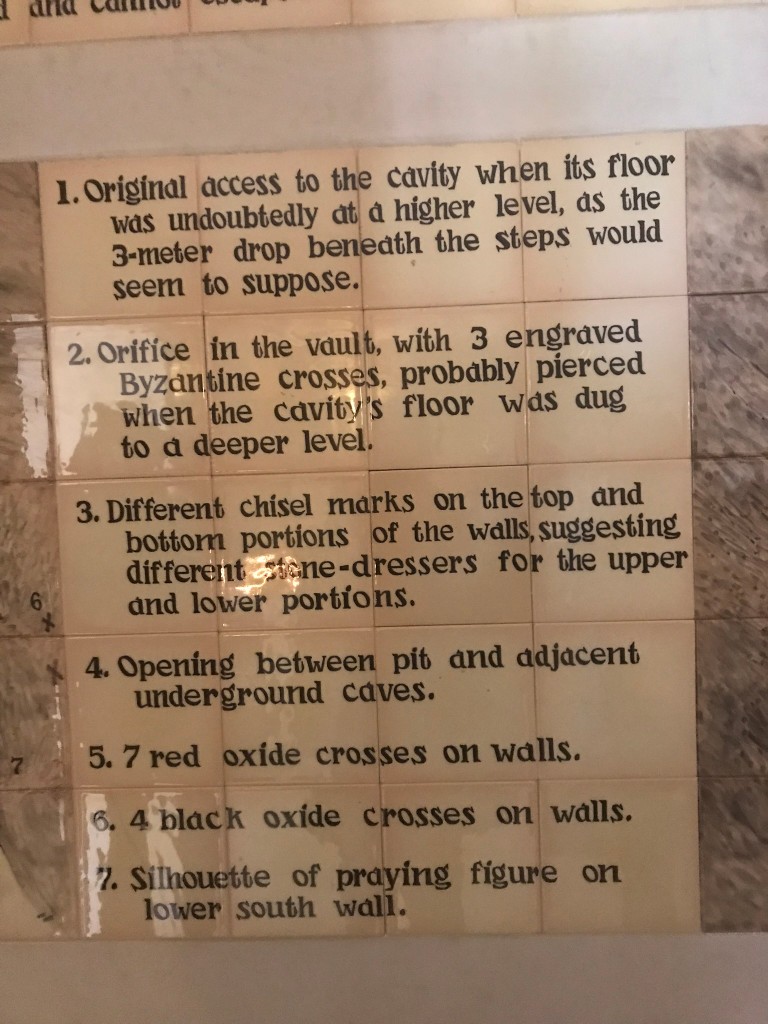 and cannot
1. Original access to the cavity when its floor
was undoubtedly at a higher level, as the
3-meter drop beneath the steps would
seem to suppose.
2. Orifice in the vault, with 3 engraved
Byzantine crosses, probably pierced
when the cavity's floor was dug
to a deeper level.
3. Different chisel marks on the top and
bottom portions of the walls, suggesting
different stone-dressers for the upper
and lower portions.
6
4. Opening between pit and adjacent
underground caves.
5. 7 red oxide crosses on walls.
7
6. 4 black oxide crosses on walls.
7. Silhouette of praying figure on
lower south wall.